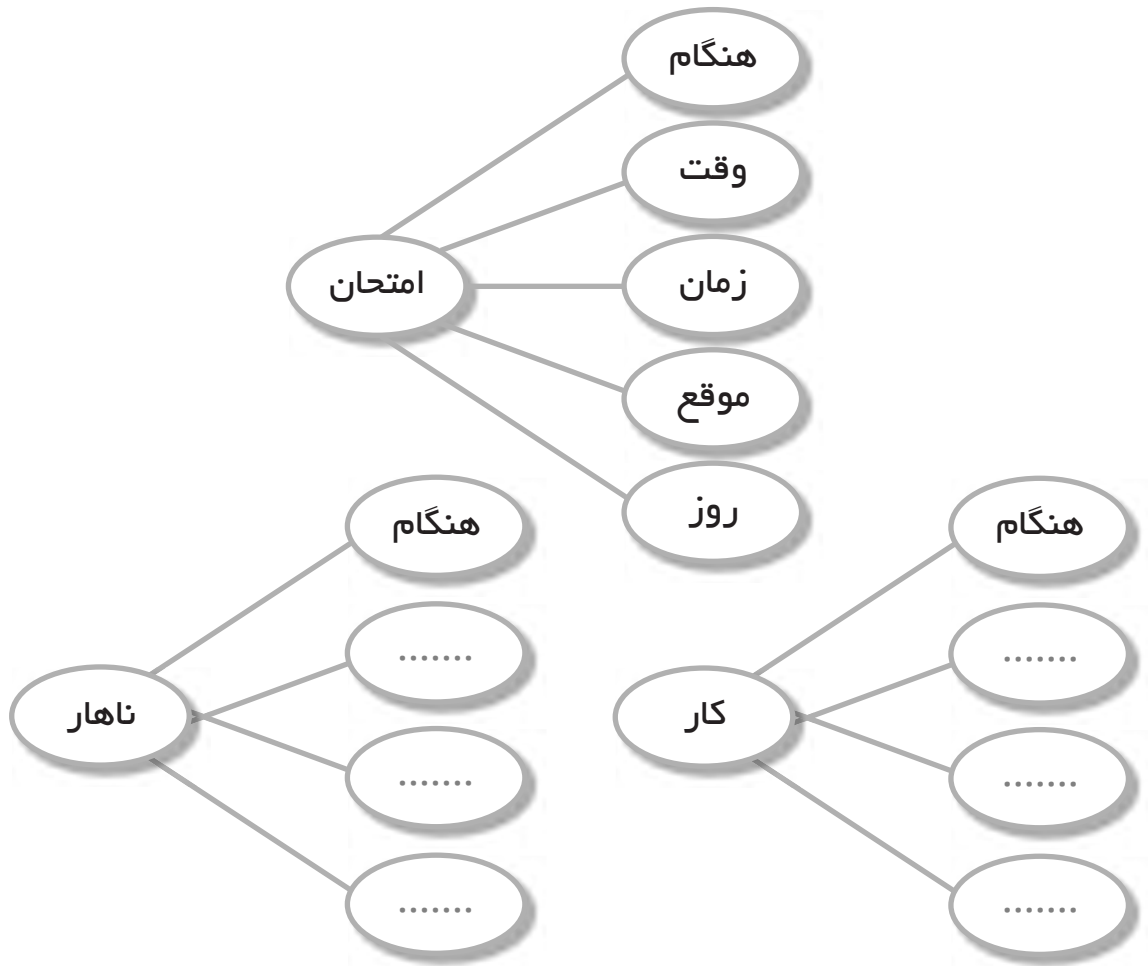 هنگام
وقت
امتحان
زمان
موقع
روز
هنگام
.......
کار
.......
.......
هنگام
.......
ناهار
.......
.......